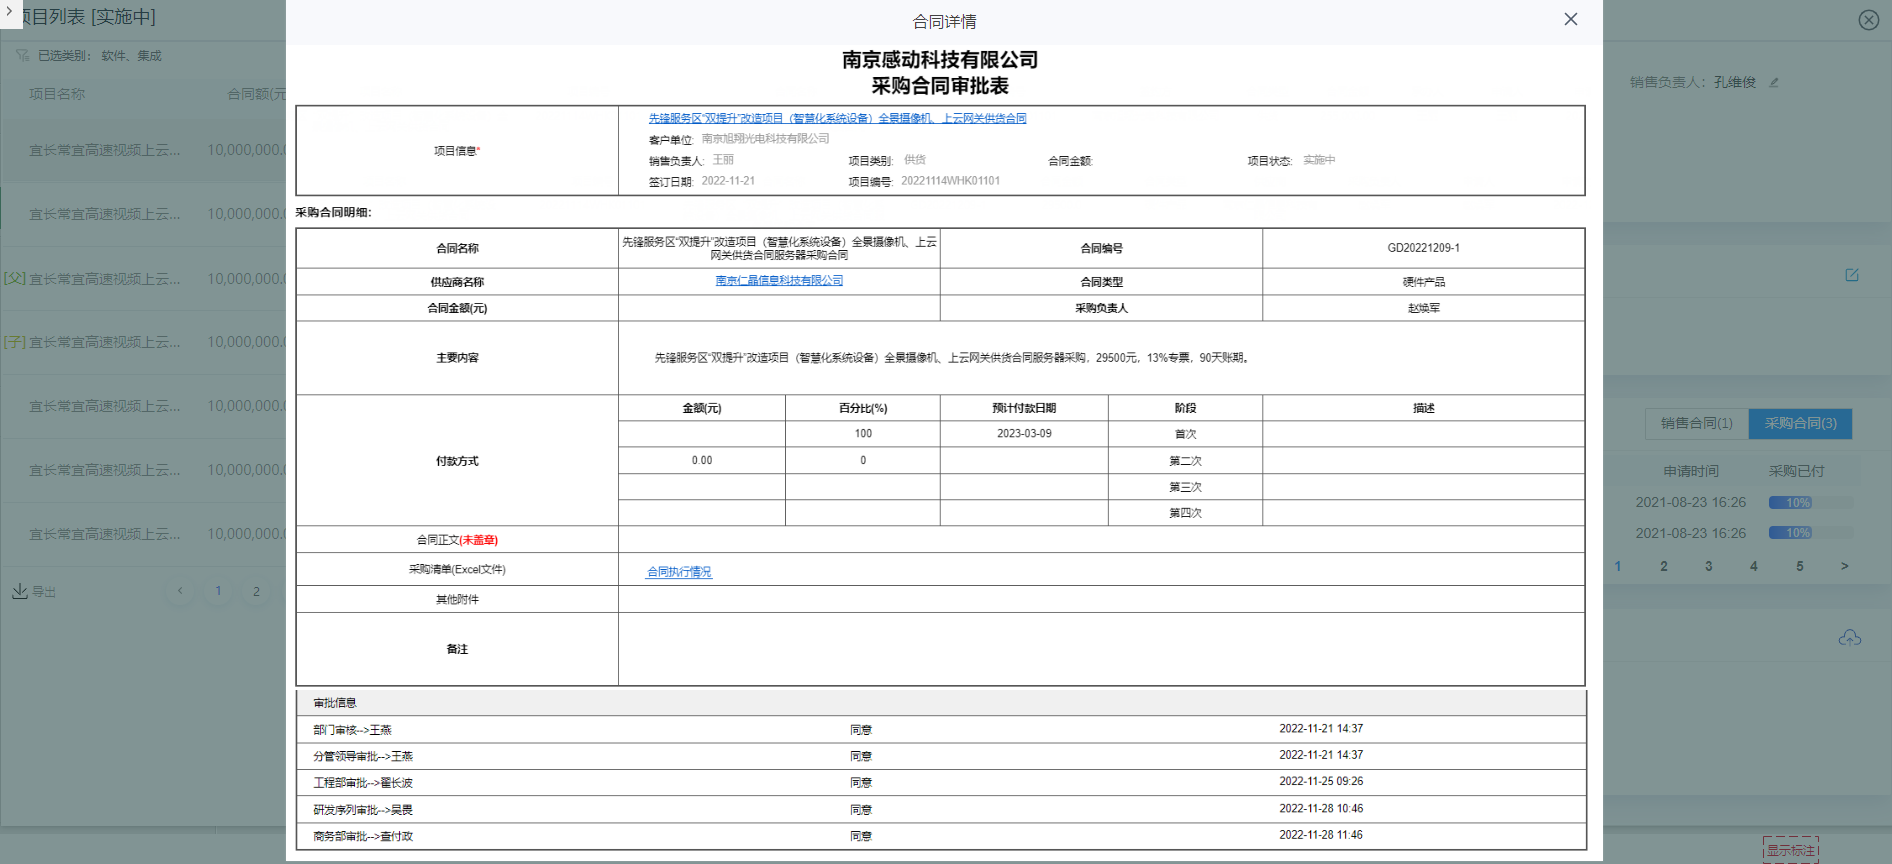 项目列表 [实施中]
已选类别： 软件、集成
项目名称 合同额(元
宜长常宜高速视频上云... 10,000,000.
宜长常宜高速视频上云... 10,000,000.
[父] 宜长常宜高速视频上云... 10,000,000.
[子] 宜长常宜高速视频上云... 10,000,000.
宜长常宜高速视频上云... 10,000,000.
宜长常宜高速视频上云... 10,000,000.
宜长常宜高速视频上云... 10,000,000.
导出 < 1 2
合同详情
南京感动科技有限公司
采购合同审批表
项目信息*
先锋服务区“双提升”改造项目（智慧化系统设备）全景摄像机、上云网关供货合同
客户单位: 南京旭翔光电科技有限公司
销售负责人: 王丽 项目类别: 供货 合同金额: 项目状态: 实施中
签订日期: 2022-11-21 项目编号: 20221114WHK01101
采购合同明细：
合同名称 先锋服务区“双提升”改造项目（智慧化系统设备）全景摄像机、上云
网关供货合同服务器采购合同 合同编号 GD20221209-1
供应商名称 南京仁晶信息科技有限公司 合同类型 硬件产品
合同金额(元) 采购负责人 赵焕军
主要内容 先锋服务区“双提升”改造项目（智慧化系统设备）全景摄像机、上云网关供货合同服务器采购，29500元，13%专票，90天账期。
付款方式
金额(元) 百分比(%) 预计付款日期 阶段 描述
100 2023-03-09 首次
0.00 0 第二次
第三次
第四次
合同正文(未盖章)
采购清单(Excel文件) 合同执行情况
其他附件
备注
审批信息
部门审核-->王燕 同意 2022-11-21 14:37
分管领导审批-->王燕 同意 2022-11-21 14:37
工程部审批-->翟长波 同意 2022-11-25 09:26
研发序列审批-->吴畏 同意 2022-11-28 10:46
商务部审批-->查付政 同意 2022-11-28 11:46
销售负责人： 孔维俊
销售合同(1) 采购合同(3)
申请时间 采购已付
2021-08-23 16:26 10%
2021-08-23 16:26 10%
1 2 3 4 5 >
显示标注